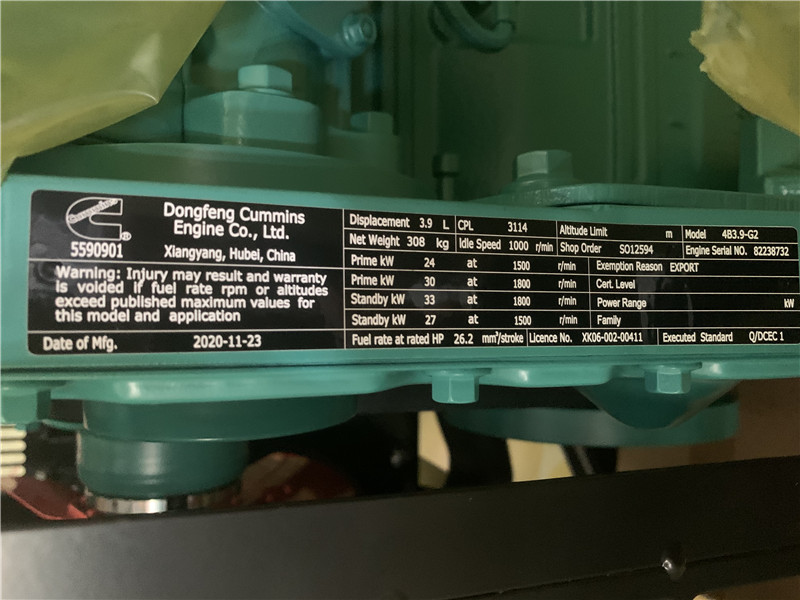 Cummins ®
5590901
Dongfeng Cummins
Engine Co., Ltd.
Xiangyang, Hubei, China
Warning: Injury may result and warranty
is voided if fuel rate rpm or altitudes
exceed published maximum values for
this model and application
Date of Mfg. 2020-11-23
Displacement 3.9 L CPL 3114 Altitude Limit m Model 4B3.9-G2
Net Weight 308 kg Idle Speed 1000 r/min Shop Order SO12594 Engine Serial NO. 82238732
Prime kW 24 at 1500 r/min Exemption Reason EXPORT
Prime kW 30 at 1800 r/min Cert. Level
Standby kW 33 at 1800 r/min Power Range kW
Standby kW 27 at 1500 r/min Family
Fuel rate at rated HP 26.2 mm³/stroke Licence No. XK06-002-00411 Executed Standard Q/DCEC 1